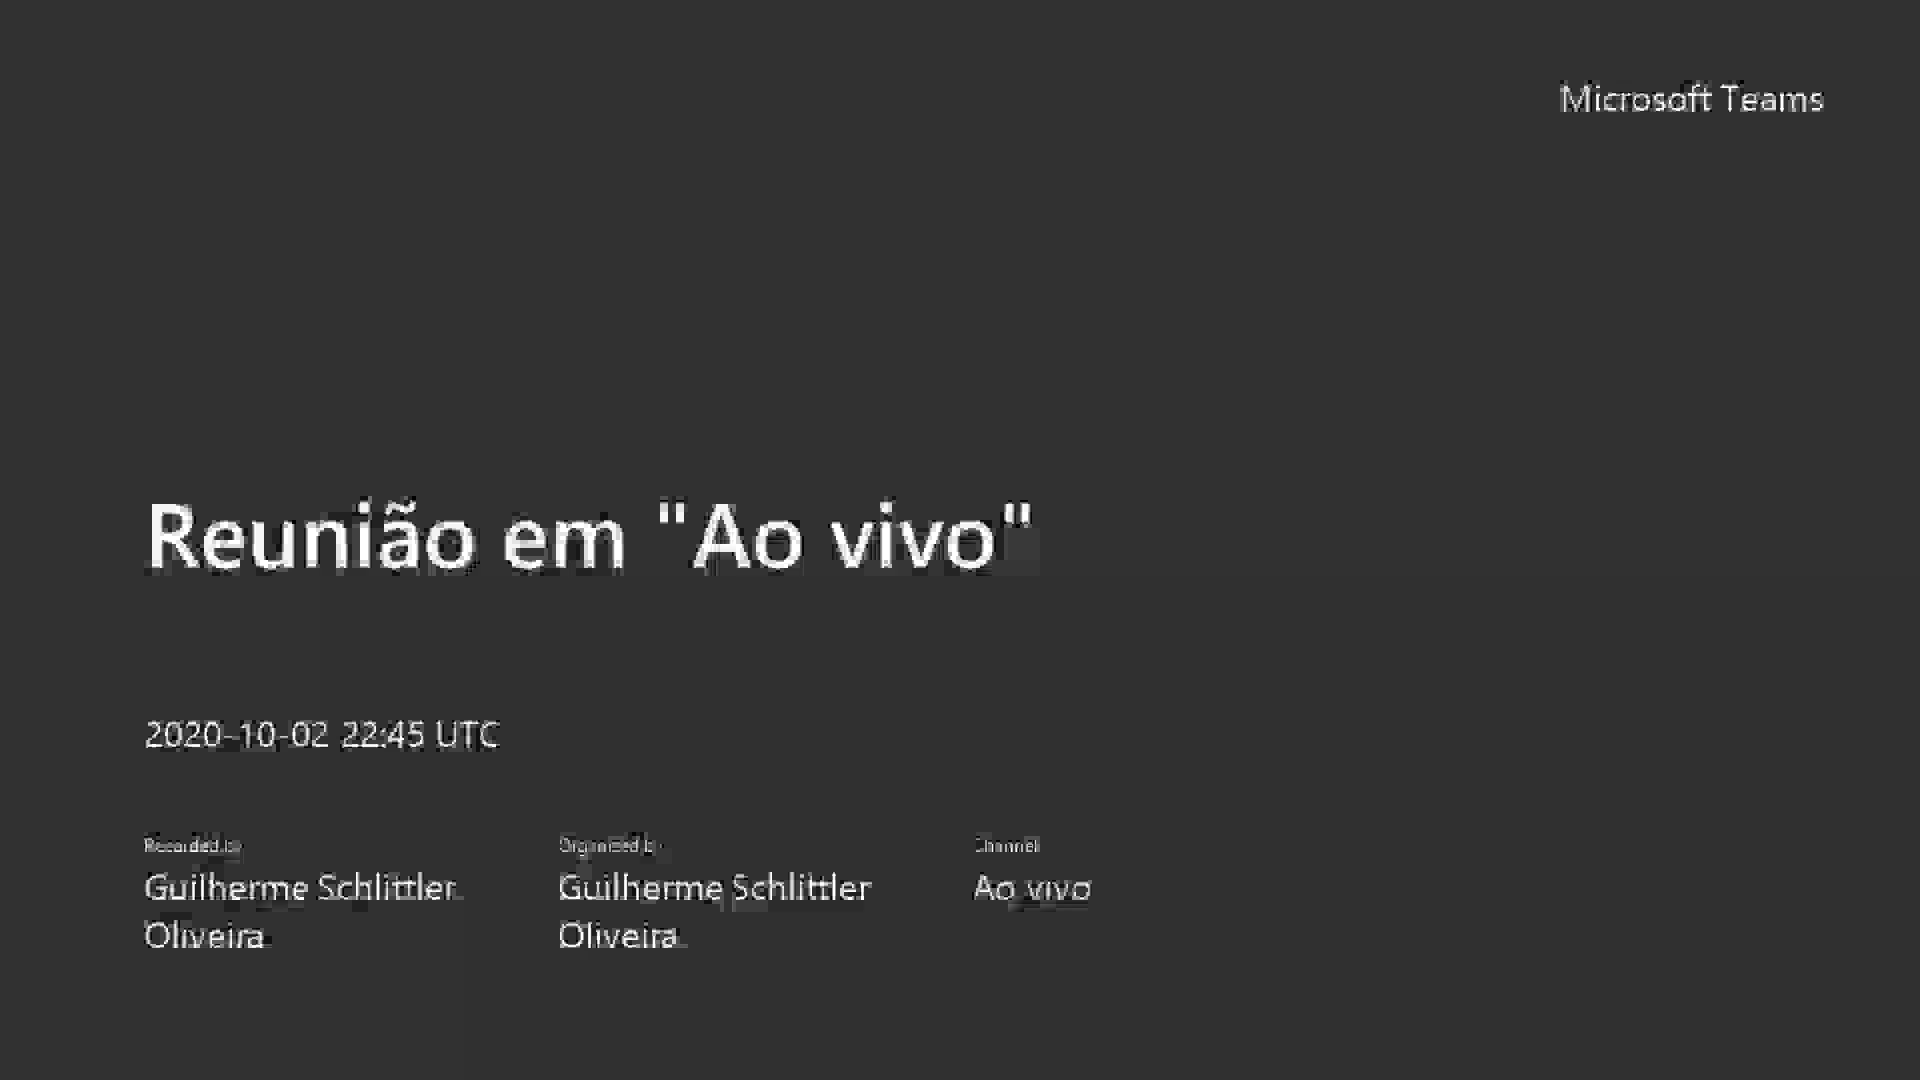 Microsoft Teams
Reunião em "Ao vivo"
2020-10-02 22:45 UTC
Recorded by
Organized by
Channel
Guilherme Schlittler
Guilherme Schlittler
Ao vivo
Oliveira
Oliveira